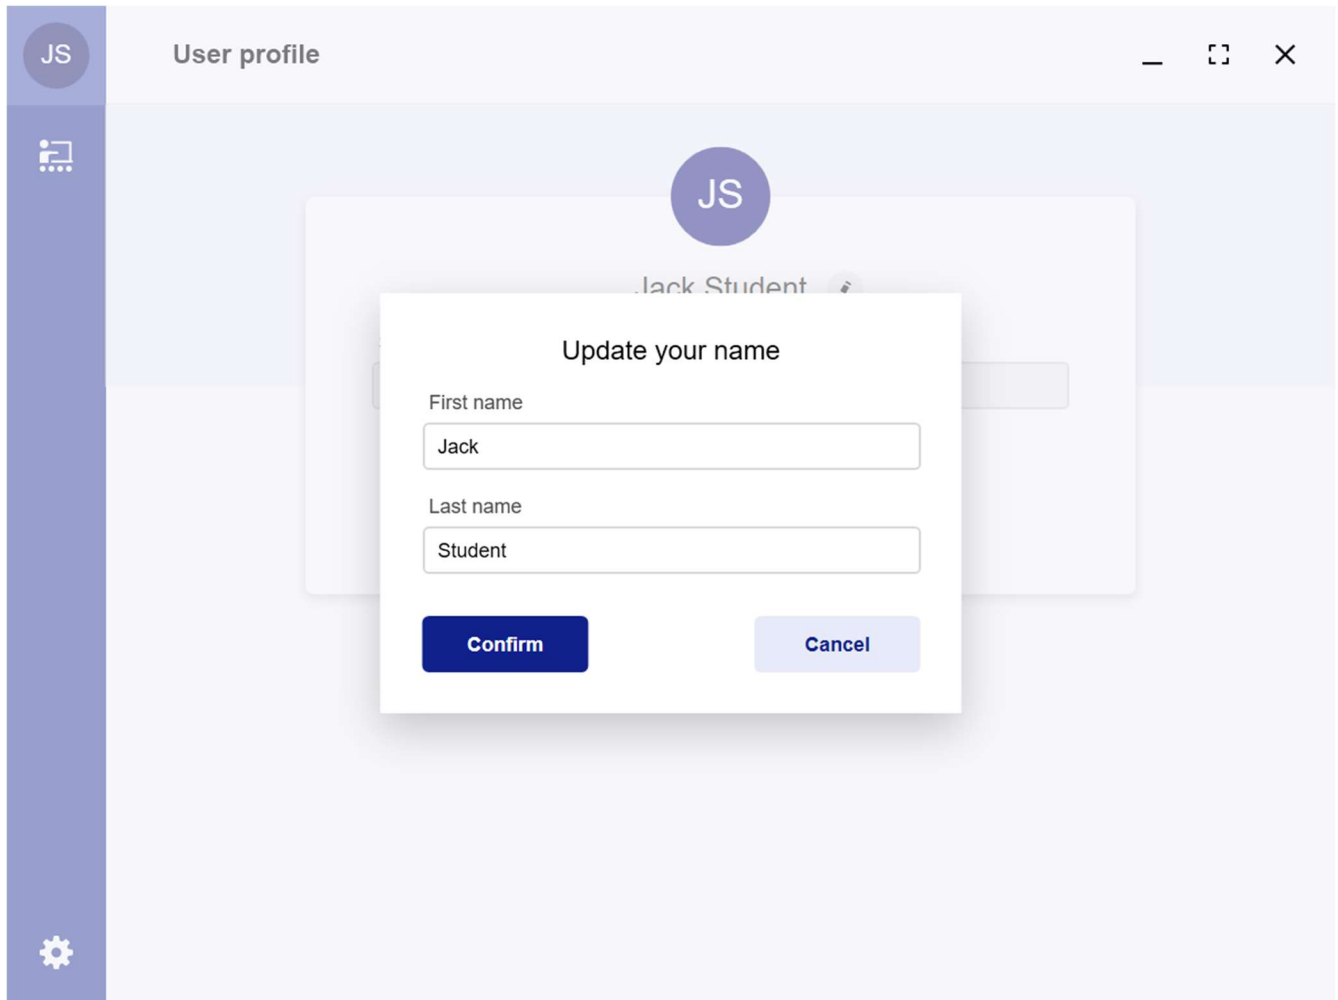 JS
User profile
JS
Jack Student
Update your name
First name
Jack
Last name
Student
Confirm
Cancel